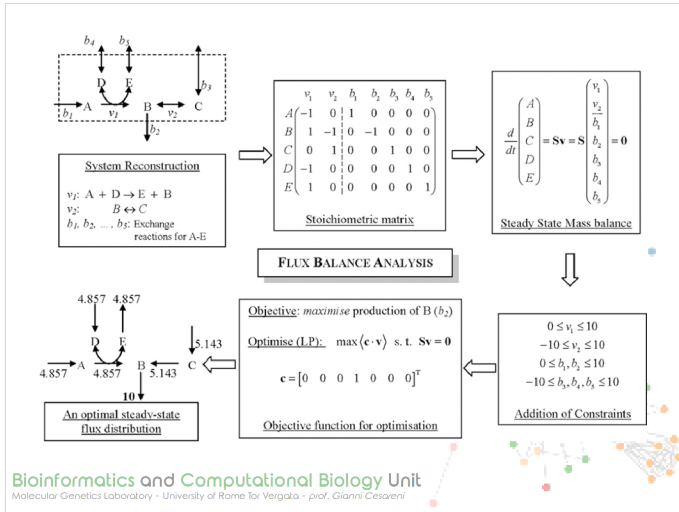 b4 b5
D E
b3
b1 A v1 B v2 C
b2
System Reconstruction
v1: A + D → E + B
v2: B ↔ C
b1, b2, ... , b5: Exchange
reactions for A-E
v1 v2 b1 b2 b3 b4 b5
A −1 0 1 0 0 0 0
B 1 −1 0 −1 0 0 0
C 0 1 0 0 1 0 0
D −1 0 0 0 0 1 0
E 1 0 0 0 0 0 1
Stoichiometric matrix
d/dt (A B C D E) = Sv = S (v1 v2 b1 b2 b3 b4 b5) = 0
Steady State Mass balance
FLUX BALANCE ANALYSIS
0 ≤ v1 ≤ 10
−10 ≤ v2 ≤ 10
0 ≤ b1, b2 ≤ 10
−10 ≤ b3, b4, b5 ≤ 10
Addition of Constraints
Objective: maximise production of B (b2)
Optimise (LP): max⟨c·v⟩ s. t. Sv = 0
c = [0 0 0 1 0 0 0]T
Objective function for optimisation
4.857 4.857
D E
5.143
A B C
4.857 4.857 5.143
10
An optimal steady-state
flux distribution
Bioinformatics and Computational Biology Unit
Molecular Genetics Laboratory - University of Rome Tor Vergata - prof. Gianni Cesareni